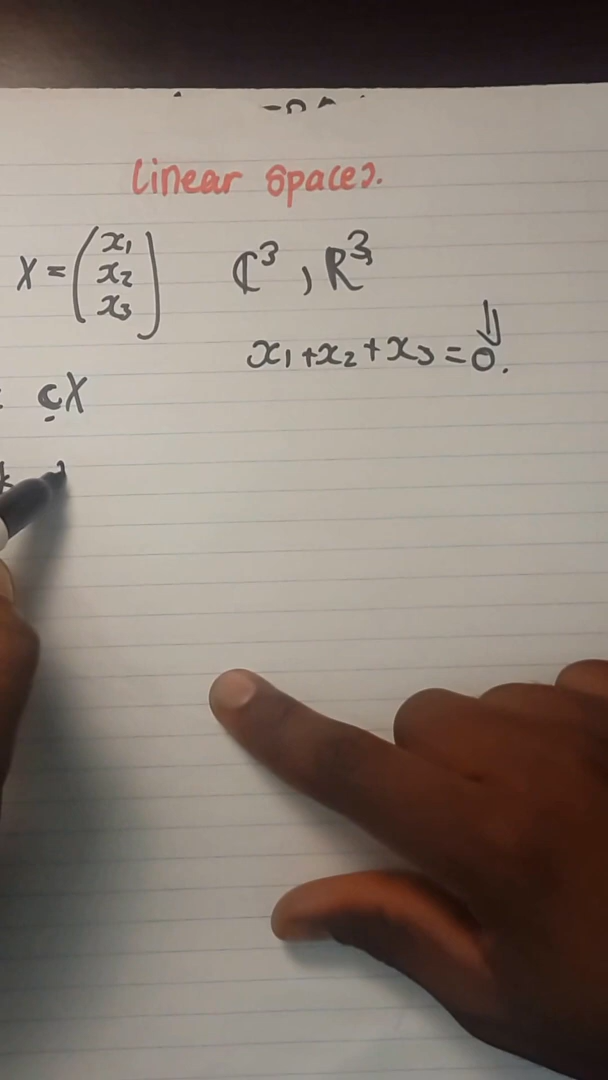 Linear Spaces.
X = (x₁ x₂ x₃) ℂ³, ℝ³
x₁+x₂+x₃=0.
cX